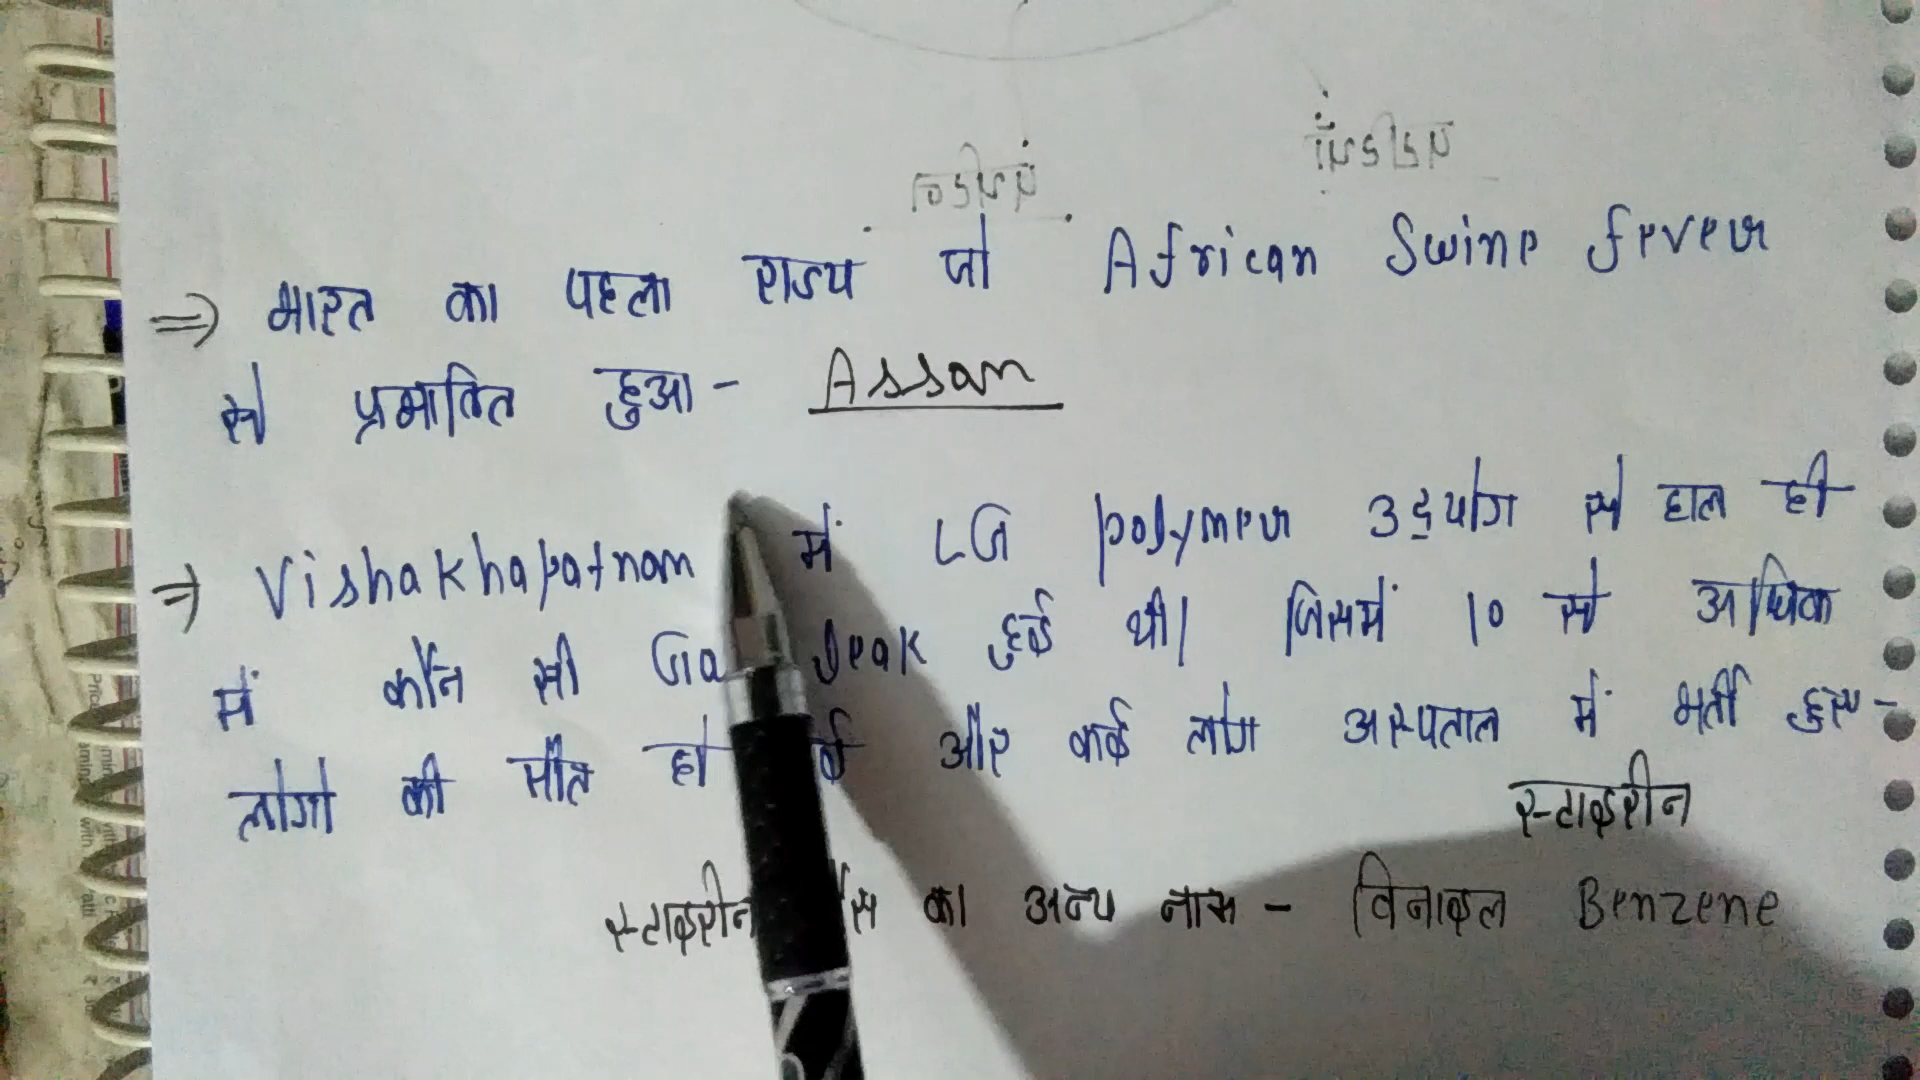 ⇒ भारत का पहला राज्य जो African Swine fever
से प्रभावित हुआ - Assam
⇒ Vishakhapatnam में LG polymer उद्योग से हाल ही
में कौन सी Ga leak हुई थी। जिसमें 10 से अधिक
लोगो की मौत हो ई और कई लोग अस्पताल में भर्ती हुए -
स्टाइरीन
स्टाइरीन का अन्य नाम - विनाइल Benzene